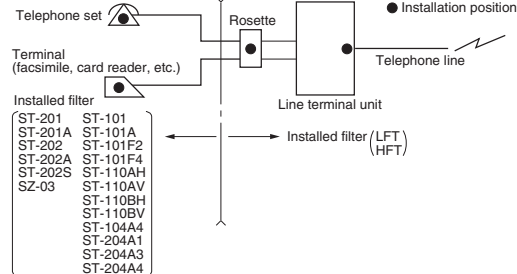 Telephone set
Rosette
Installation position
Terminal
(facsimile, card reader, etc.)
Telephone line
Line terminal unit
Installed filter
ST-201 ST-101
ST-201A ST-101A
ST-202 ST-101F2
ST-202A ST-101F4
ST-202S ST-110AH
SZ-03 ST-110AV
ST-110BH
ST-110BV
ST-104A4
ST-204A1
ST-204A3
ST-204A4
Installed filter (LFT
HFT)